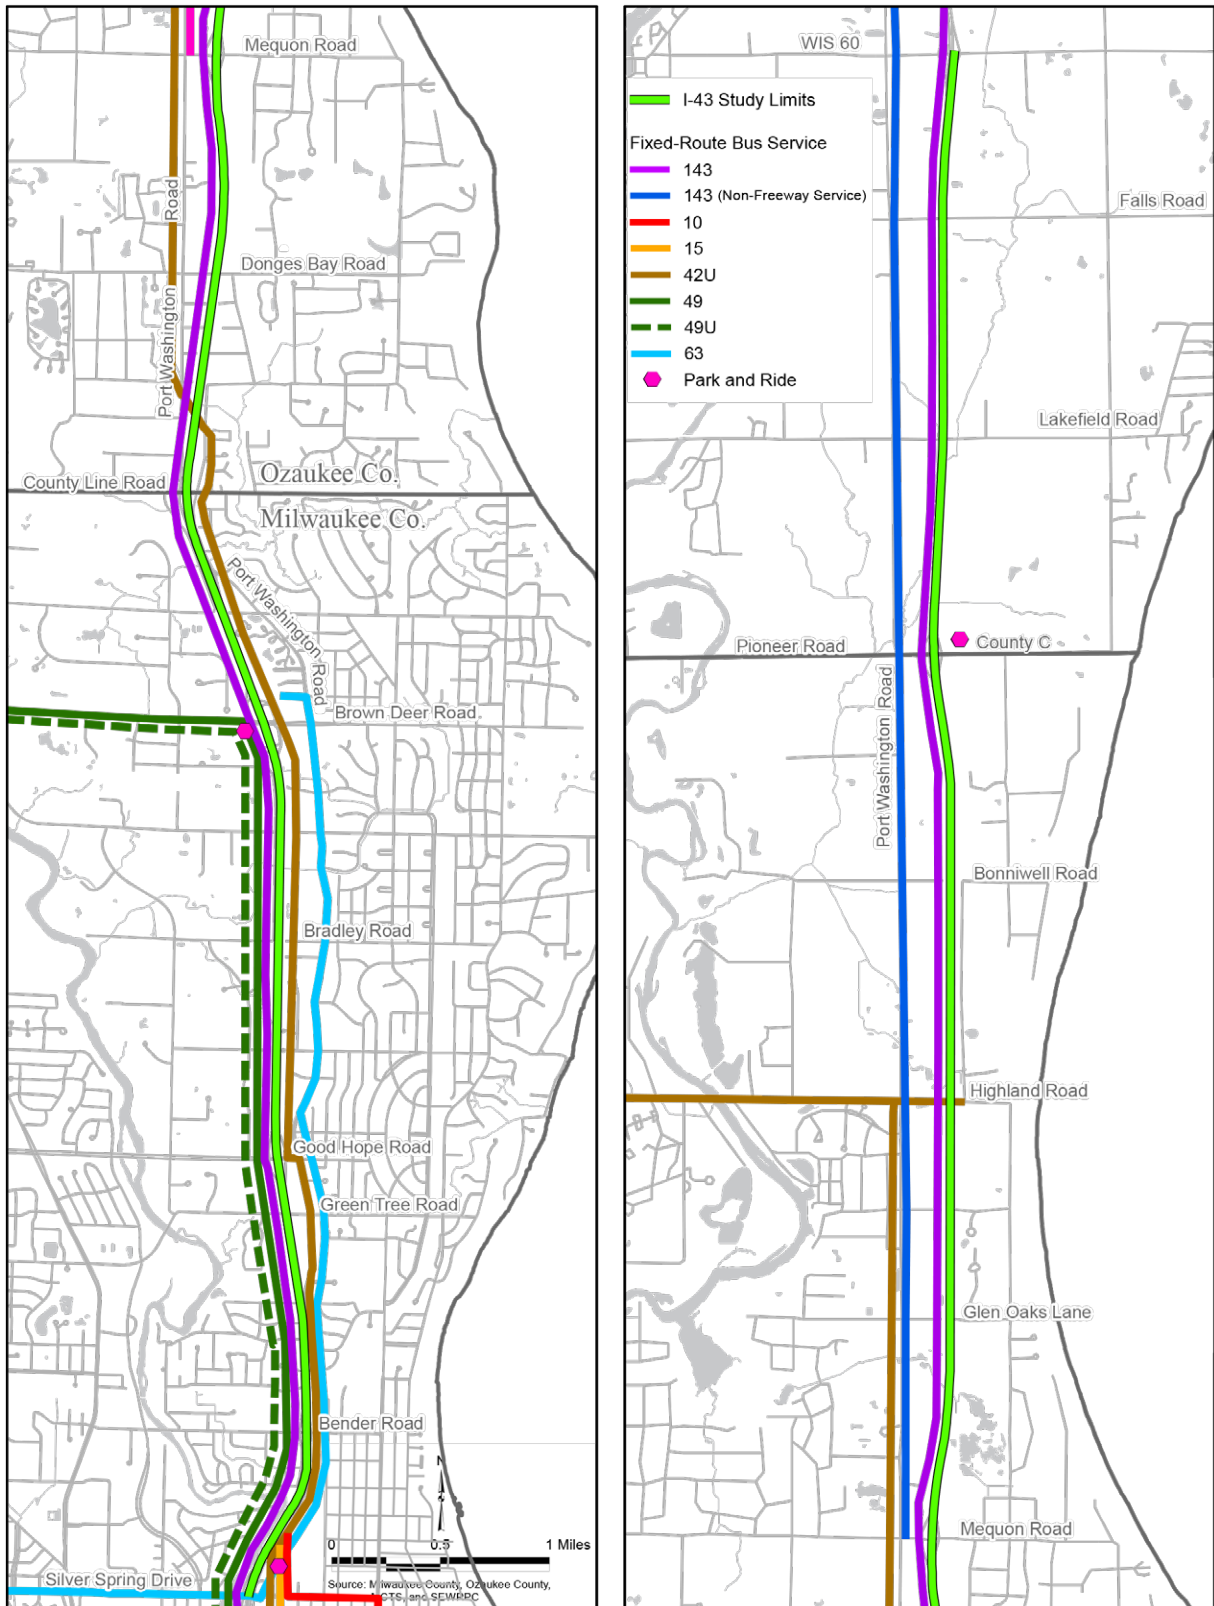 Mequon Road
Port Washington Road
Donges Bay Road
County Line Road
Ozaukee Co.
Milwaukee Co.
Port Washington Road
Brown Deer Road
Bradley Road
Good Hope Road
Green Tree Road
Bender Road
N
0 0.5 1 Miles
Silver Spring Drive
Source: Milwaukee County, Ozaukee County,
MCTS, and SEWRPC
WIS 60
I-43 Study Limits
Fixed-Route Bus Service
143
143 (Non-Freeway Service)
10
15
42U
49
49U
63
Park and Ride
Falls Road
Lakefield Road
Pioneer Road
County C
Port Washington Road
Bonniwell Road
Highland Road
Glen Oaks Lane
Mequon Road